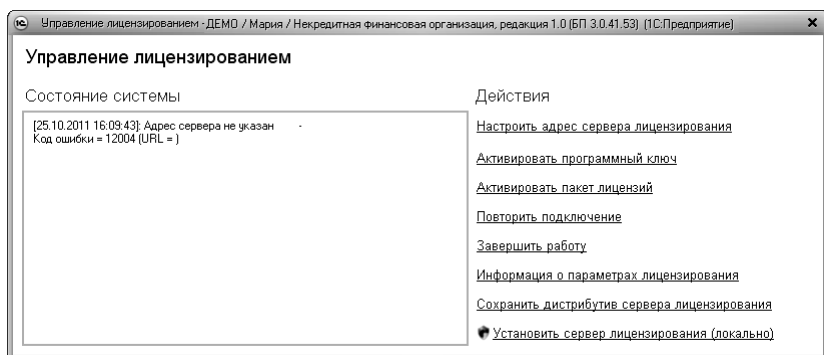 Управление лицензированием - ДЕМО / Мария / Некредитная финансовая организация, редакция 1.0 (БП 3.0.41.53) (1С:Предприятие)
Управление лицензированием
Состояние системы
[25.10.2011 16:09:43]: Адрес сервера не указан -
Код ошибки = 12004 (URL = )
Действия
Настроить адрес сервера лицензирования
Активировать программный ключ
Активировать пакет лицензий
Повторить подключение
Завершить работу
Информация о параметрах лицензирования
Сохранить дистрибутив сервера лицензирования
Установить сервер лицензирования (локально)